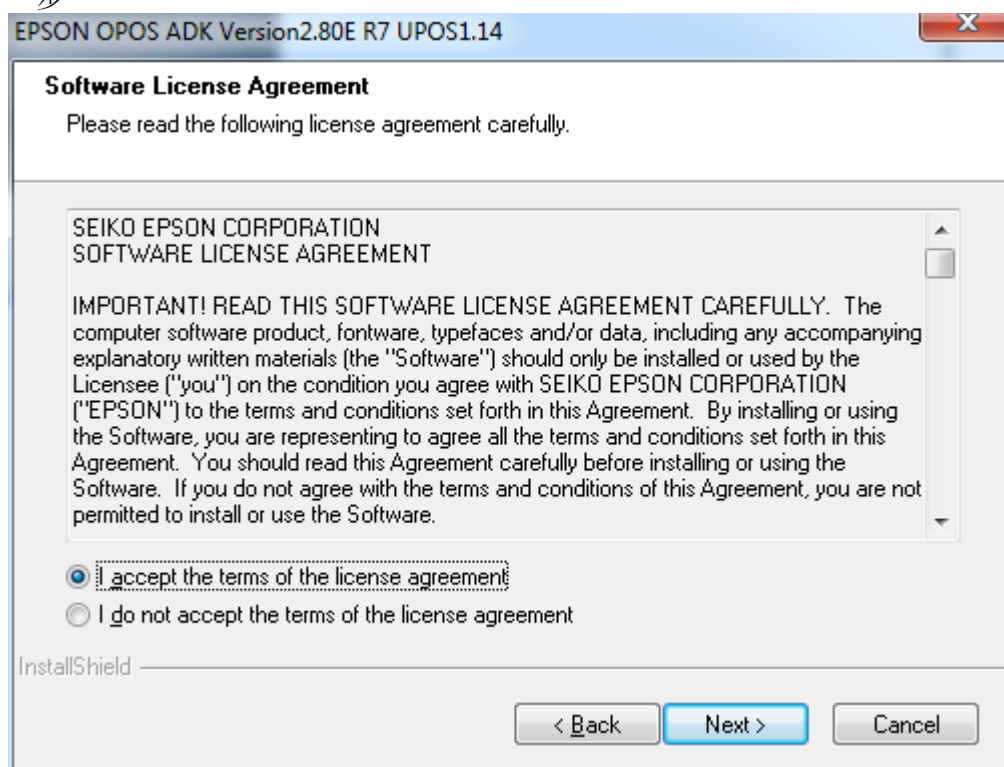 EPSON OPOS ADK Version2.80E R7 UPOS1.14
Software License Agreement
Please read the following license agreement carefully.
SEIKO EPSON CORPORATION
SOFTWARE LICENSE AGREEMENT
IMPORTANT! READ THIS SOFTWARE LICENSE AGREEMENT CAREFULLY. The
computer software product, fontware, typefaces and/or data, including any accompanying
explanatory written materials (the "Software") should only be installed or used by the
Licensee ("you") on the condition you agree with SEIKO EPSON CORPORATION
("EPSON") to the terms and conditions set forth in this Agreement. By installing or using
the Software, you are representing to agree all the terms and conditions set forth in this
Agreement. You should read this Agreement carefully before installing or using the
Software. If you do not agree with the terms and conditions of this Agreement, you are not
permitted to install or use the Software.
I accept the terms of the license agreement
I do not accept the terms of the license agreement
InstallShield
< Back Next > Cancel